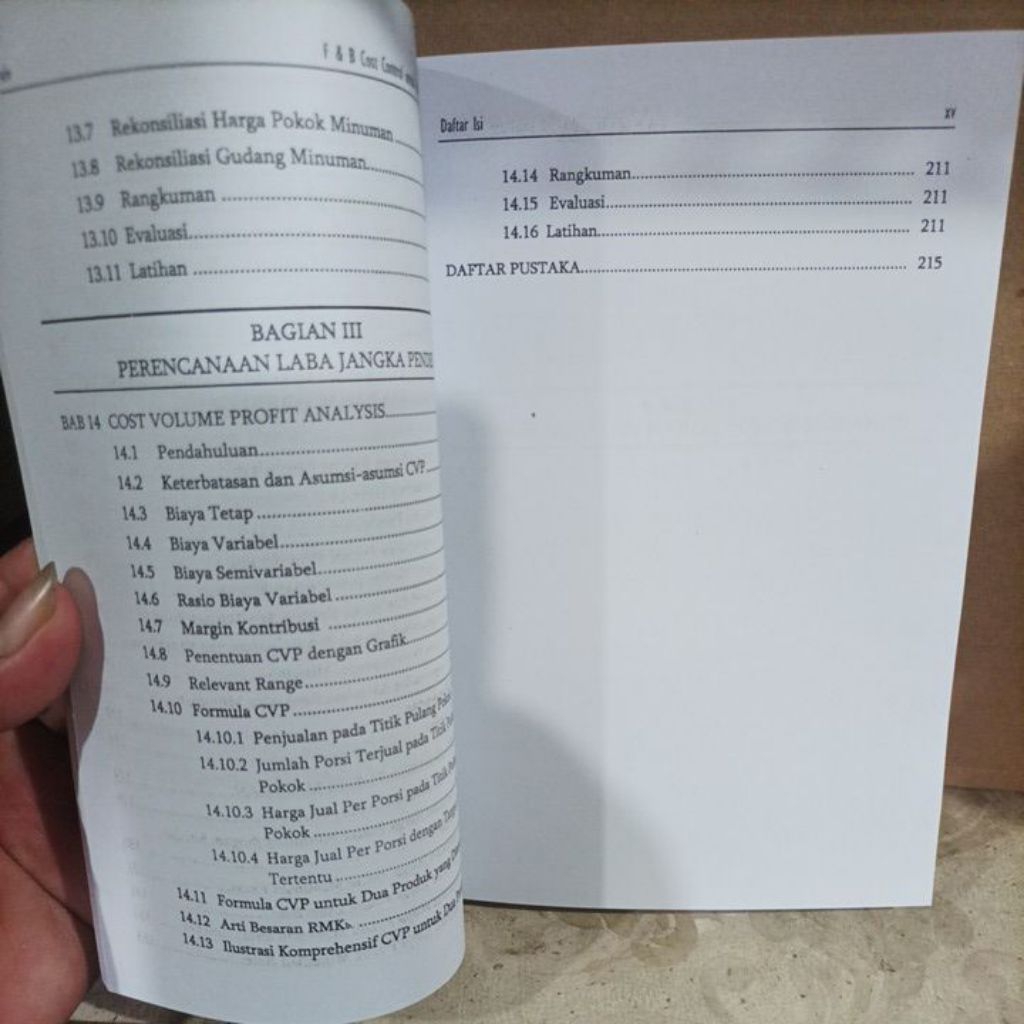 F & B Cost Control
13.7 Rekonsiliasi Harga Pokok Minuman
13.8 Rekonsiliasi Gudang Minuman
13.9 Rangkuman
13.10 Evaluasi
13.11 Latihan
BAGIAN III
PERENCANAAN LABA JANGKA
BAB 14 COST VOLUME PROFIT ANALYSIS
14.1 Pendahuluan
14.2 Keterbatasan dan Asumsi-asumsi CVP
14.3 Biaya Tetap
14.4 Biaya Variabel
14.5 Biaya Semivariabel
14.6 Rasio Biaya Variabel
14.7 Margin Kontribusi
14.8 Penentuan CVP dengan Grafik
14.9 Relevant Range
14.10 Formula CVP
14.10.1 Penjualan pada Titik Pulang
14.10.2 Jumlah Porsi Terjual pada Titik
Pokok
14.10.3 Harga Jual Per Porsi pada Titik
Pokok
14.10.4 Harga Jual Per Porsi dengan
Tertentu
14.11 Formula CVP untuk Dua Produk yang
14.12 Arti Besaran
14.13 Ilustrasi Komprehensif CVP untuk Dua
Daftar Isi xv
14.14 Rangkuman 211
14.15 Evaluasi 211
14.16 Latihan 211
DAFTAR PUSTAKA 215